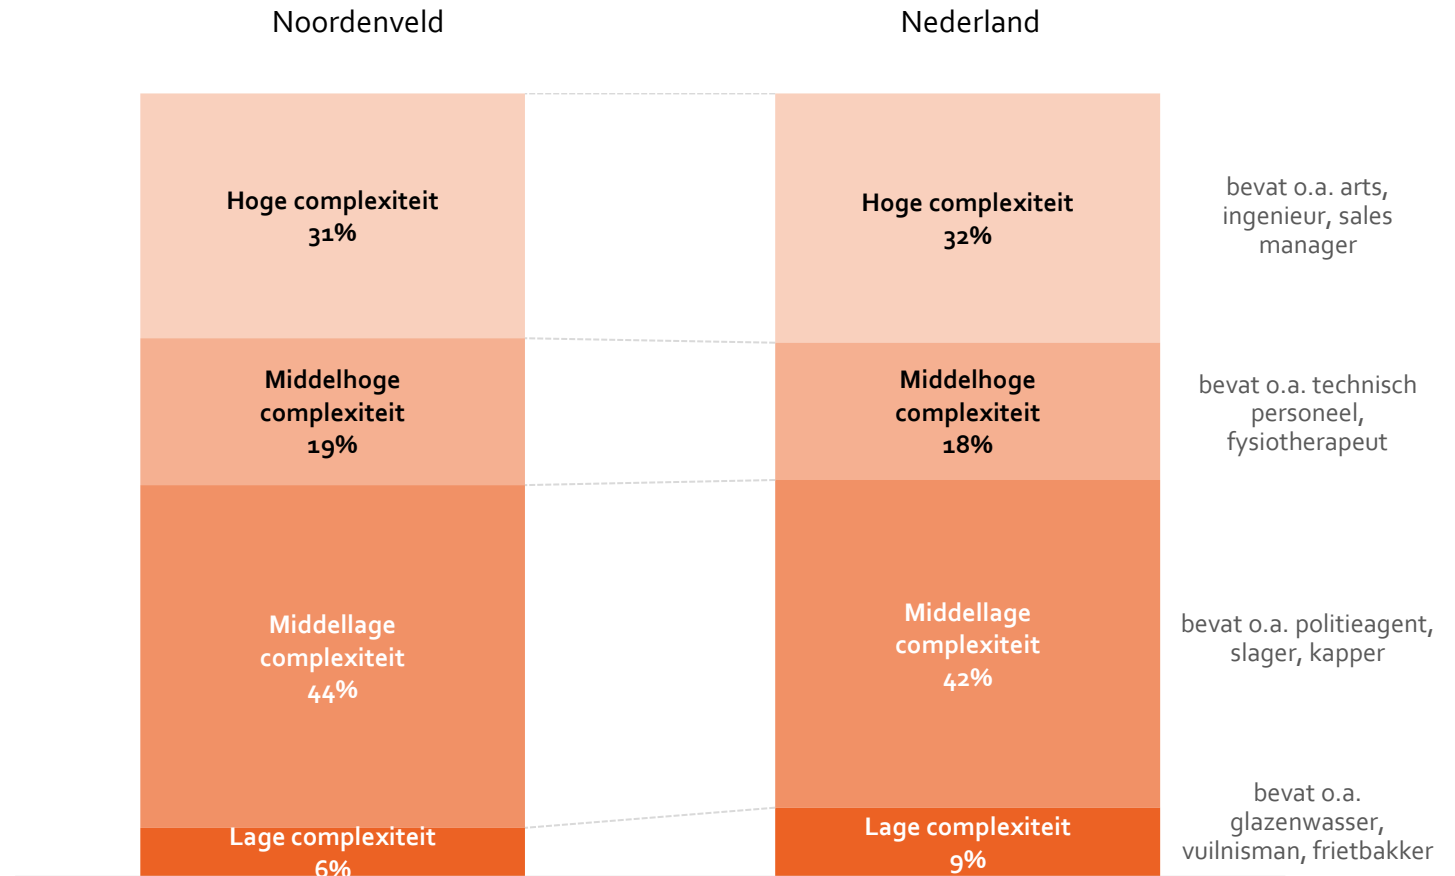 Noordenveld
Nederland
Hoge complexiteit
31%
Hoge complexiteit
32%
bevat o.a. arts,
ingenieur, sales
manager
Middelhoge
complexiteit
19%
Middelhoge
complexiteit
18%
bevat o.a. technisch
personeel,
fysiotherapeut
Middellage
complexiteit
44%
Middellage
complexiteit
42%
bevat o.a. politieagent,
slager, kapper
Lage complexiteit
6%
Lage complexiteit
9%
bevat o.a.
glazenwasser,
vuilnisman, frietbakker